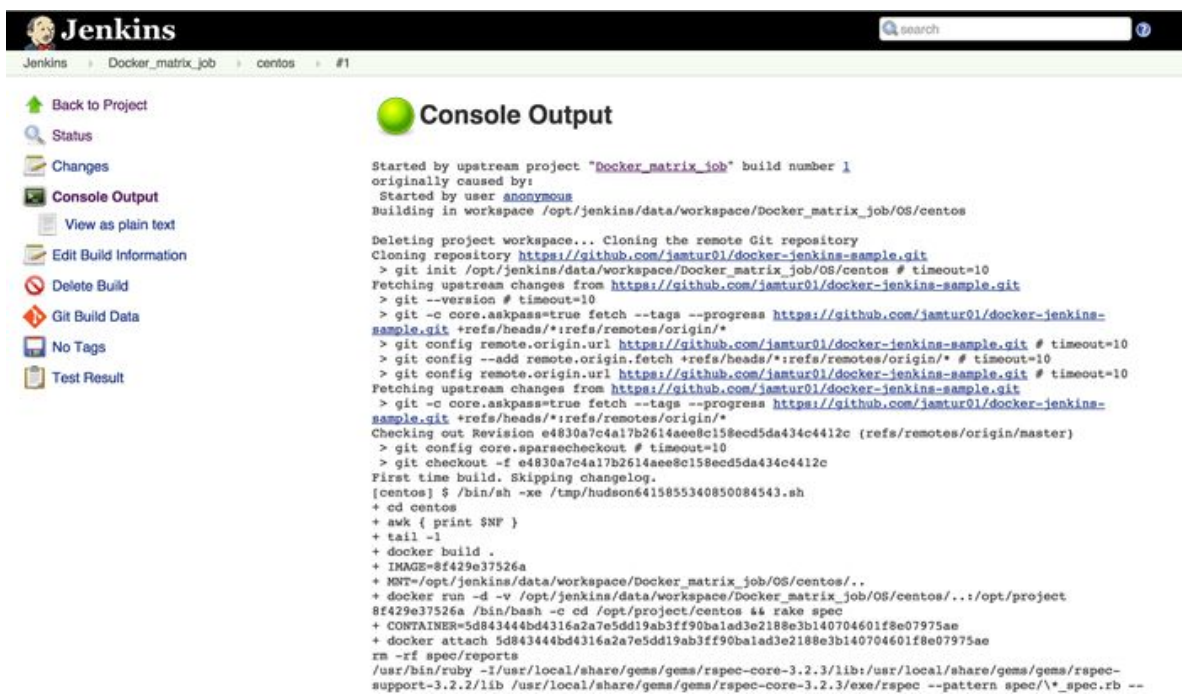 Jenkins
search
Jenkins Docker_matrix_job centos #1
Back to Project
Status
Changes
Console Output
View as plain text
Edit Build Information
Delete Build
Git Build Data
No Tags
Test Result
Console Output
Started by upstream project "Docker_matrix_job" build number 1
originally caused by:
Started by user anonymous
Building in workspace /opt/jenkins/data/workspace/Docker_matrix_job/OS/centos
Deleting project workspace... Cloning the remote Git repository
Cloning repository https://github.com/jamtur01/docker-jenkins-sample.git
> git init /opt/jenkins/data/workspace/Docker_matrix_job/OS/centos # timeout=10
Fetching upstream changes from https://github.com/jamtur01/docker-jenkins-sample.git
> git --version # timeout=10
> git -c core.askpass=true fetch --tags --progress https://github.com/jamtur01/docker-jenkins-
sample.git +refs/heads/*:refs/remotes/origin/*
> git config remote.origin.url https://github.com/jamtur01/docker-jenkins-sample.git # timeout=10
> git config --add remote.origin.fetch +refs/heads/*:refs/remotes/origin/* # timeout=10
> git config remote.origin.url https://github.com/jamtur01/docker-jenkins-sample.git # timeout=10
Fetching upstream changes from https://github.com/jamtur01/docker-jenkins-sample.git
> git -c core.askpass=true fetch --tags --progress https://github.com/jamtur01/docker-jenkins-
sample.git +refs/heads/*:refs/remotes/origin/*
Checking out Revision e4830a7c4a17b2614aee8c158ecd5da434c4412c (refs/remotes/origin/master)
> git config core.sparsecheckout # timeout=10
> git checkout -f e4830a7c4a17b2614aee8c158ecd5da434c4412c
First time build. Skipping changelog.
[centos] $ /bin/sh -xe /tmp/hudson6415855340850084543.sh
+ cd centos
+ awk { print $NF }
+ tail -1
+ docker build .
+ IMAGE=8f429e37526a
+ MNT=/opt/jenkins/data/workspace/Docker_matrix_job/OS/centos/..
+ docker run -d -v /opt/jenkins/data/workspace/Docker_matrix_job/OS/centos/..:/opt/project
8f429e37526a /bin/bash -c cd /opt/project/centos && rake spec
+ CONTAINER=5d843444bd4316a2a7e5dd19ab3ff90ba1ad3e2188e3b140704601f8e07975ae
+ docker attach 5d843444bd4316a2a7e5dd19ab3ff90ba1ad3e2188e3b140704601f8e07975ae
rm -rf spec/reports
/usr/bin/ruby -I/usr/local/share/gems/gems/rspec-core-3.2.3/lib:/usr/local/share/gems/gems/rspec-
support-3.2.2/lib /usr/local/share/gems/gems/rspec-core-3.2.3/exe/rspec --pattern spec/\*_spec.rb --